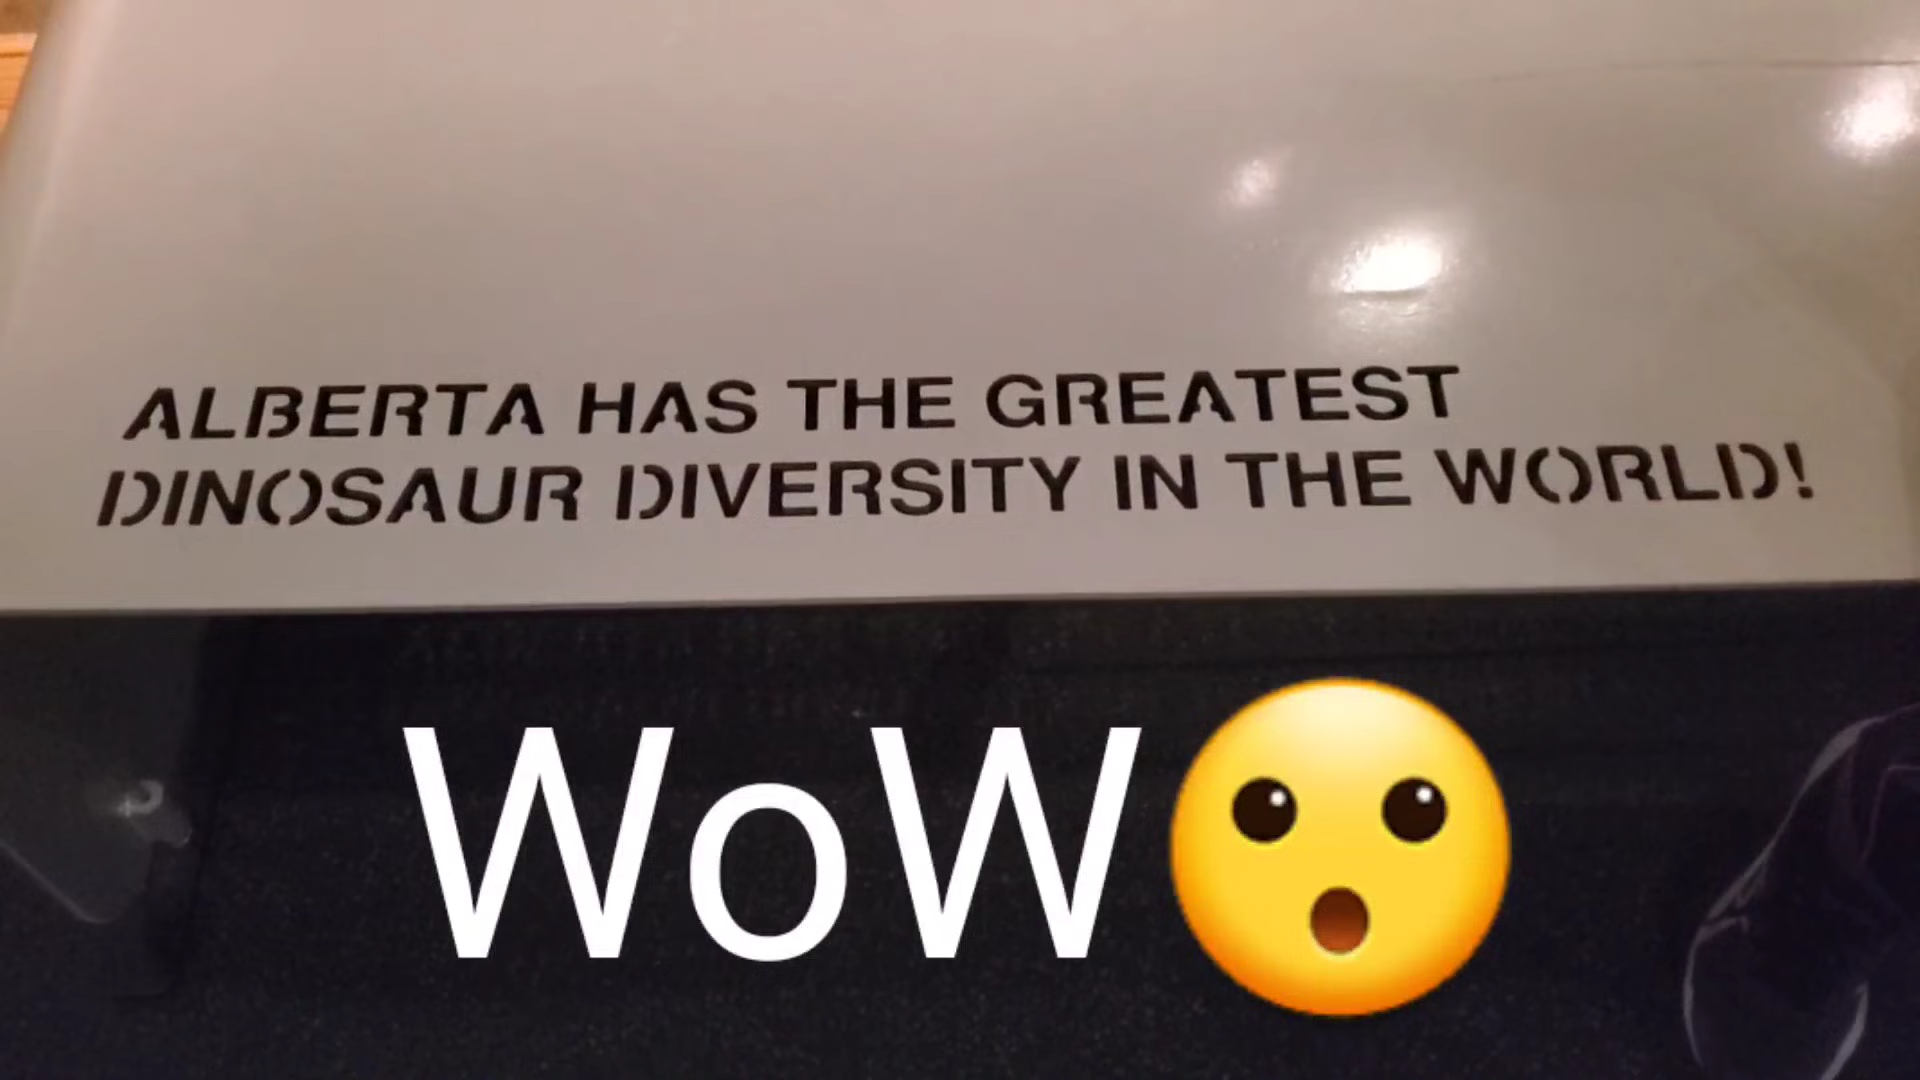 ALBERTA HAS THE GREATEST
DINOSAUR DIVERSITY IN THE WORLD!
WoW😮